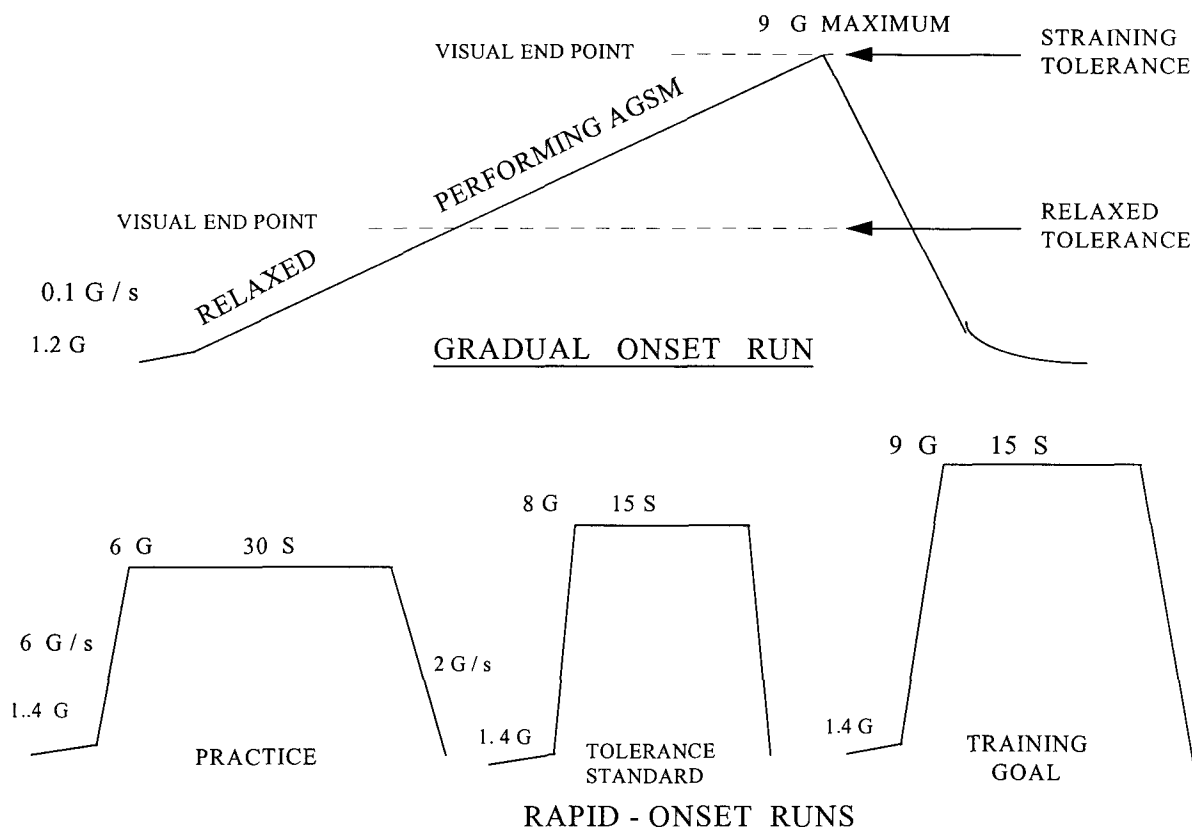 9 G MAXIMUM
VISUAL END POINT
STRAINING
TOLERANCE
PERFORMING AGSM
VISUAL END POINT
RELAXED
TOLERANCE
RELAXED
0.1 G / s
1.2 G
GRADUAL ONSET RUN
9 G 15 S
8 G 15 S
6 G 30 S
6 G / s
2 G / s
1..4 G
1.4 G
1.4 G
PRACTICE
TOLERANCE
STANDARD
TRAINING
GOAL
RAPID - ONSET RUNS